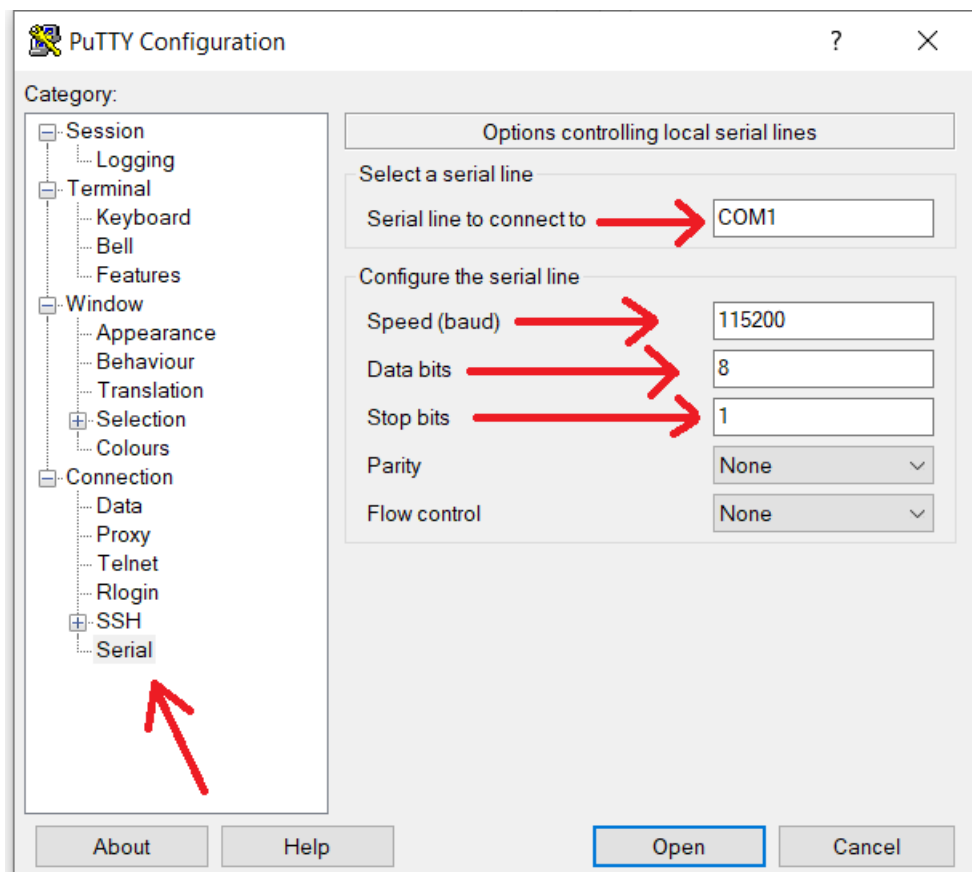 PuTTY Configuration
?
Category:
Session
Logging
Terminal
Keyboard
Bell
Features
Window
Appearance
Behaviour
Translation
Selection
Colours
Connection
Data
Proxy
Telnet
Rlogin
SSH
Serial
Options controlling local serial lines
Select a serial line
Serial line to connect to COM1
Configure the serial line
Speed (baud) 115200
Data bits 8
Stop bits 1
Parity None
Flow control None
About Help Open Cancel